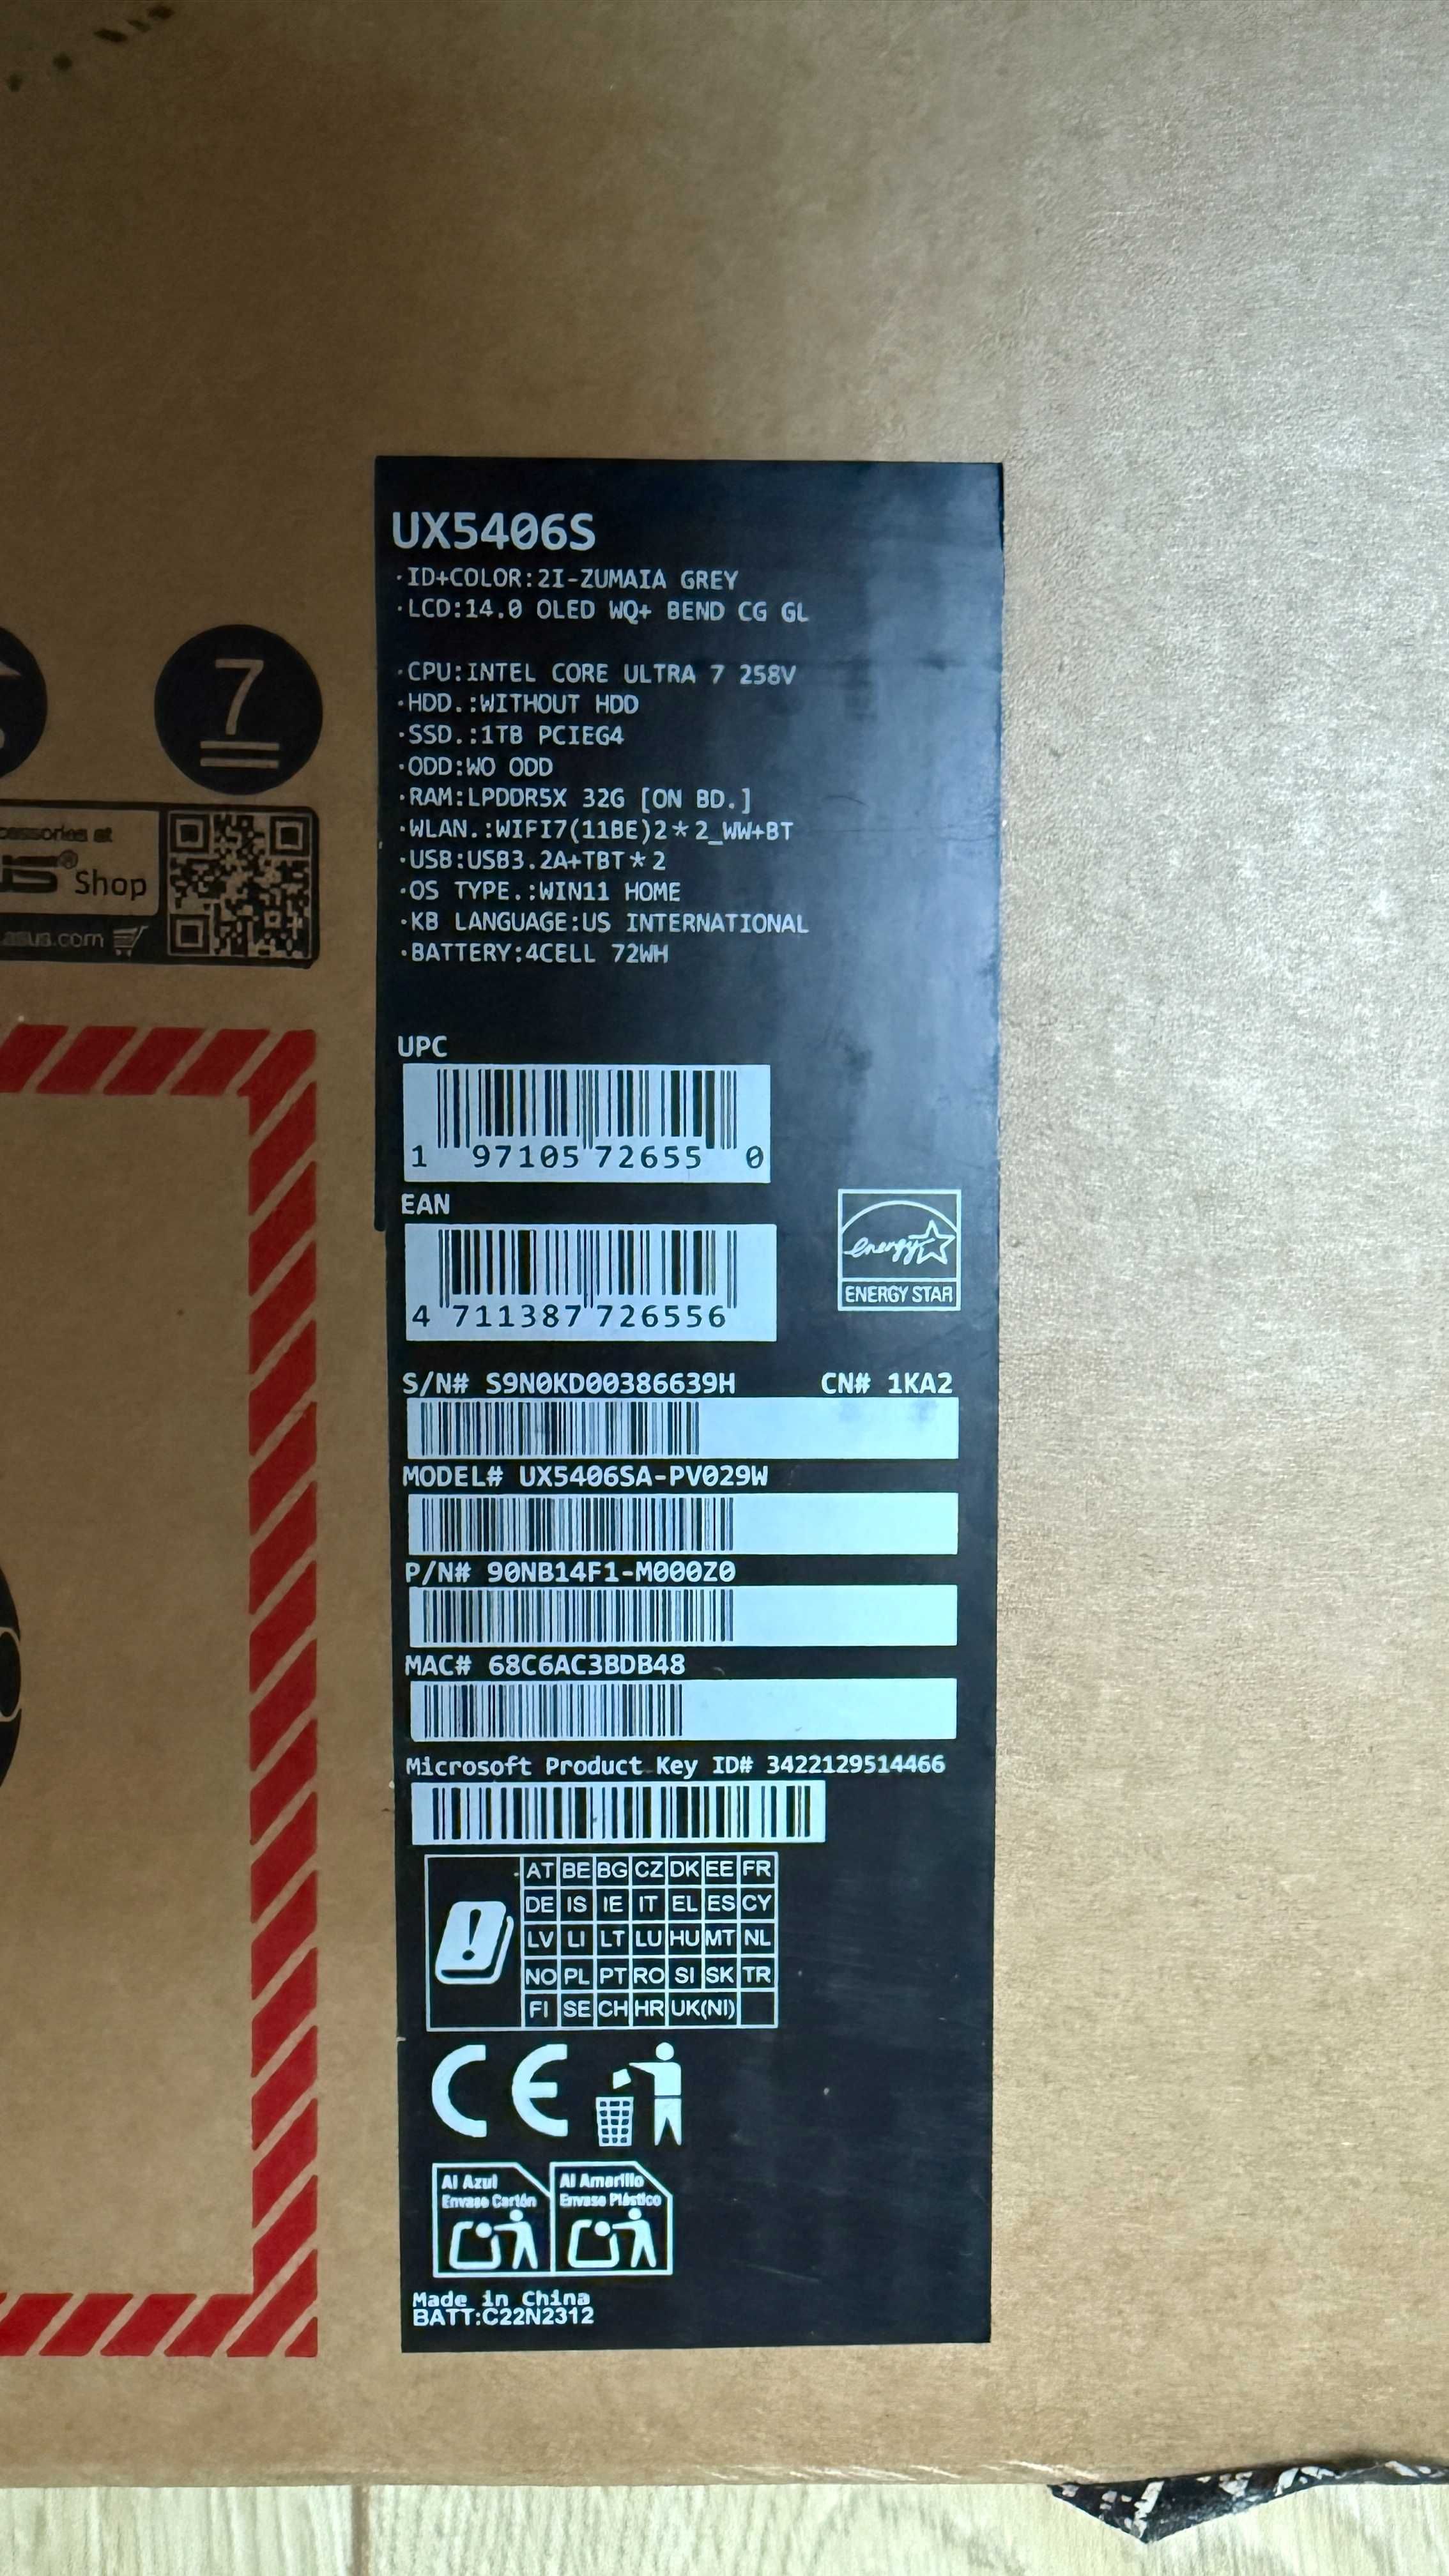 UX5406S
·ID+COLOR:2I-ZUMAIA GREY
·LCD:14.0 OLED WQ+ BEND CG GL
·CPU:INTEL CORE ULTRA 7 258V
·HDD.:WITHOUT HDD
·SSD.:1TB PCIEG4
·ODD:WO ODD
·RAM:LPDDR5X 32G [ON BD.]
·WLAN.:WIFI7(11BE)2*2_WW+BT
·USB:USB3.2A+TBT*2
·OS TYPE.:WIN11 HOME
·KB LANGUAGE:US INTERNATIONAL
·BATTERY:4CELL 72WH
7
at
Shop
.com
UPC
1 97105 72655 0
EAN
4 711387 726556
energy
ENERGY STAR
S/N# S9N0KD00386639H CN# 1KA2
MODEL# UX5406SA-PV029W
P/N# 90NB14F1-M000Z0
MAC# 68C6AC3BDB48
Microsoft Product Key ID# 3422129514466
AT BE BG CZ DK EE FR
DE IS IE IT EL ES CY
LV LI LT LU HU MT NL
NO PL PT RO SI SK TR
FI SE CH HR UK(NI)
CE
Al Azul
Envase Cartón
Al Amarillo
Envase Plástico
Made in China
BATT:C22N2312